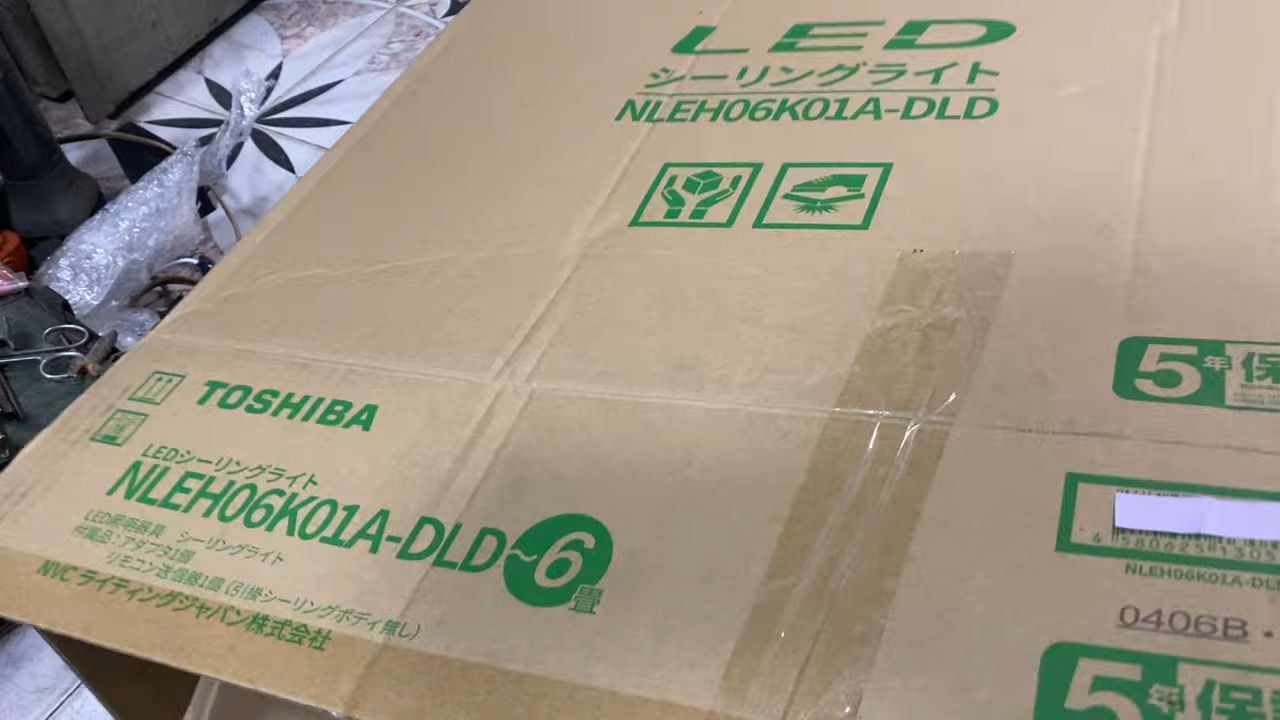 LED
シーリングライト
NLEH06K01A-DLD
5年保
TOSHIBA
LEDシーリングライト
NLEH06K01A-DLD ~6畳
LED照明器具 シーリングライト
付属品:アダプタ1個
リモコン送信器1個(引掛シーリングボディ無し)
NVC ライティングジャパン株式会社
4 580625 81303
NLEH06K01A-DL
0406B
5年保